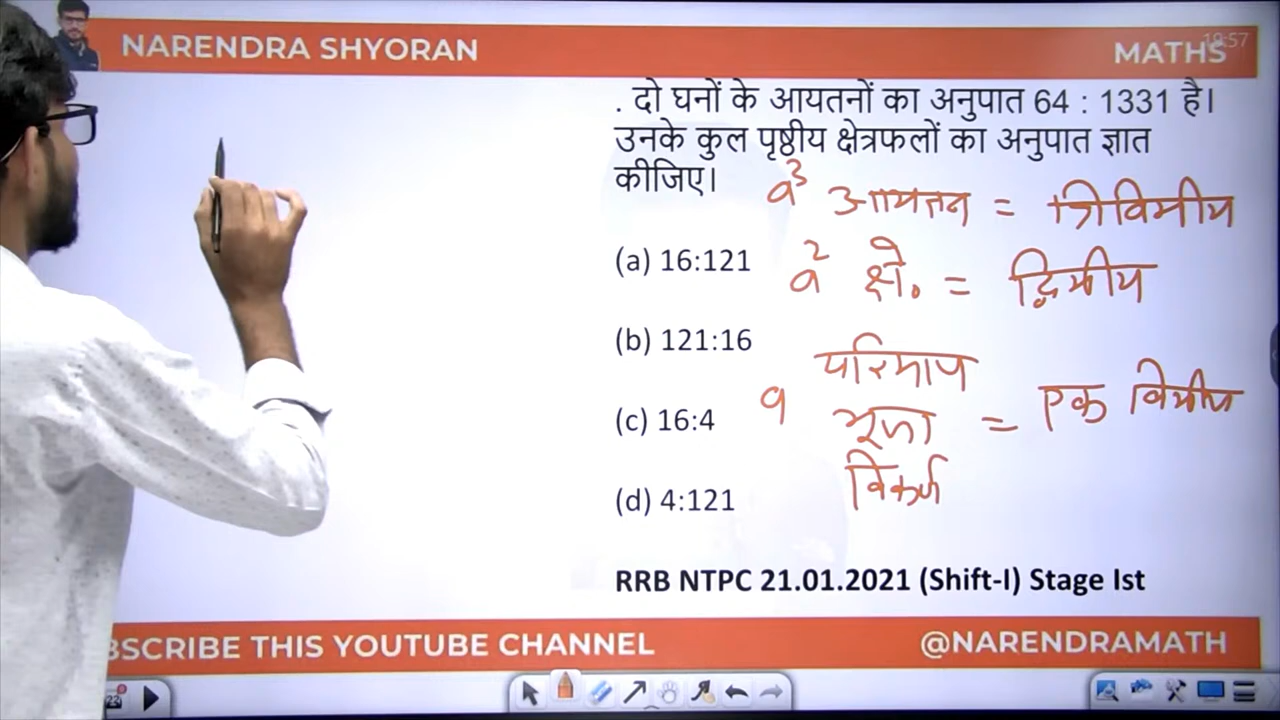 NARENDRA SHYORAN
MATHS
19:57
. दो घनों के आयतनों का अनुपात 64 : 1331 है।
उनके कुल पृष्ठीय क्षेत्रफलों का अनुपात ज्ञात
कीजिए।
a³ आयतन = त्रिविमीय
(a) 16:121
a² क्षे० = द्विमीय
(b) 121:16
परिमाप
(c) 16:4
a भुजा = एक विमीय
विकर्ण
(d) 4:121
RRB NTPC 21.01.2021 (Shift-I) Stage Ist
BSCRIBE THIS YOUTUBE CHANNEL
@NARENDRAMATH